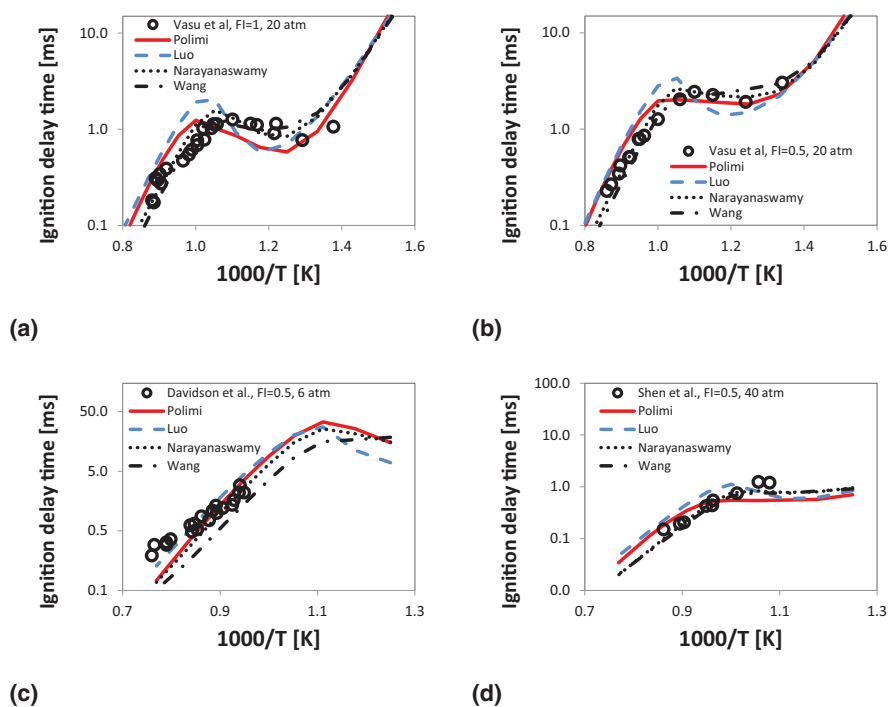 Ignition delay time [ms]
10.0
1.0
0.1
Vasu et al, FI=1, 20 atm
Polimi
Luo
Narayanaswamy
Wang
0.8 1.0 1.2 1.4 1.6
1000/T [K]
(a)
Ignition delay time [ms]
10.0
1.0
0.1
Vasu et al, FI=0.5, 20 atm
Polimi
Luo
Narayanaswamy
Wang
0.8 1.0 1.2 1.4 1.6
1000/T [K]
(b)
Ignition delay time [ms]
50.0
5.0
0.5
0.1
Davidson et al., FI=0.5, 6 atm
Polimi
Luo
Narayanaswamy
Wang
0.7 0.9 1.1 1.3
1000/T [K]
(c)
Ignition delay time [ms]
100.0
10.0
1.0
0.1
0.0
Shen et al., FI=0.5, 40 atm
Polimi
Luo
Narayanaswamy
Wang
0.7 0.9 1.1 1.3
1000/T [K]
(d)